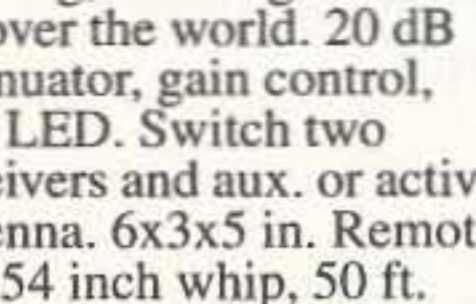 over the world. 20 dB
nuator, gain control,
LED. Switch two
eivers and aux. or activ
enna. 6x3x5 in. Remot
54 inch whip, 50 ft.